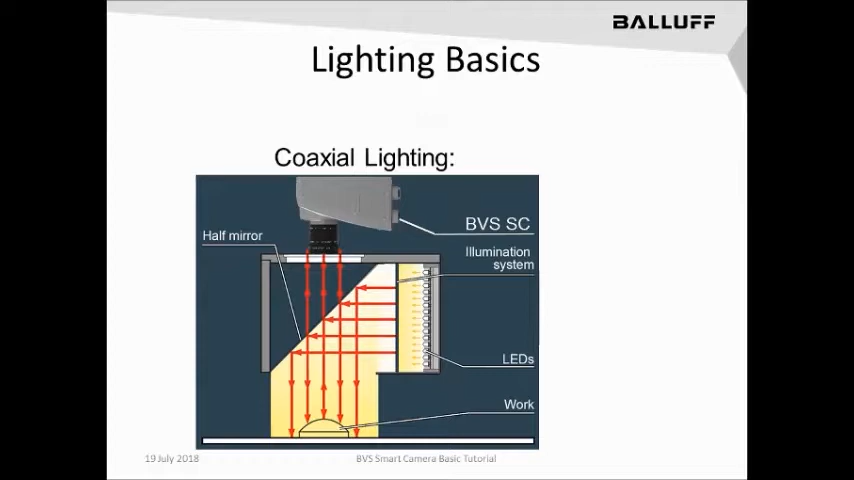 BALLUFF
Lighting Basics
Coaxial Lighting:
BVS SC
Half mirror
Illumination
system
LEDs
Work
19 July 2018
BVS Smart Camera Basic Tutorial